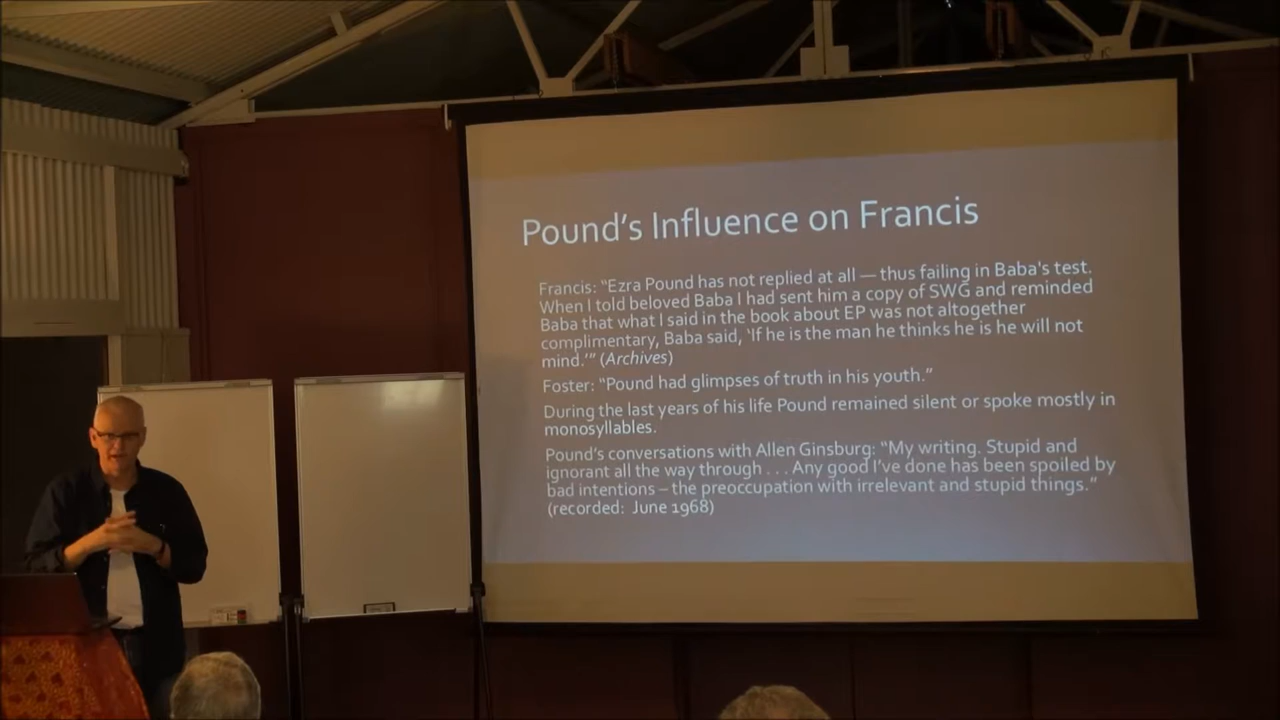 Pound's Influence on Francis
Francis: “Ezra Pound has not replied at all — thus failing in Baba's test.
When I told beloved Baba I had sent him a copy of SWG and reminded
Baba that what I said in the book about EP was not altogether
complimentary, Baba said, ‘If he is the man he thinks he is he will not
mind.’” (Archives)
Foster: “Pound had glimpses of truth in his youth.”
During the last years of his life Pound remained silent or spoke mostly in
monosyllables.
Pound's conversations with Allen Ginsburg: “My writing. Stupid and
ignorant all the way through . . . Any good I've done has been spoiled by
bad intentions – the preoccupation with irrelevant and stupid things.”
(recorded: June 1968)